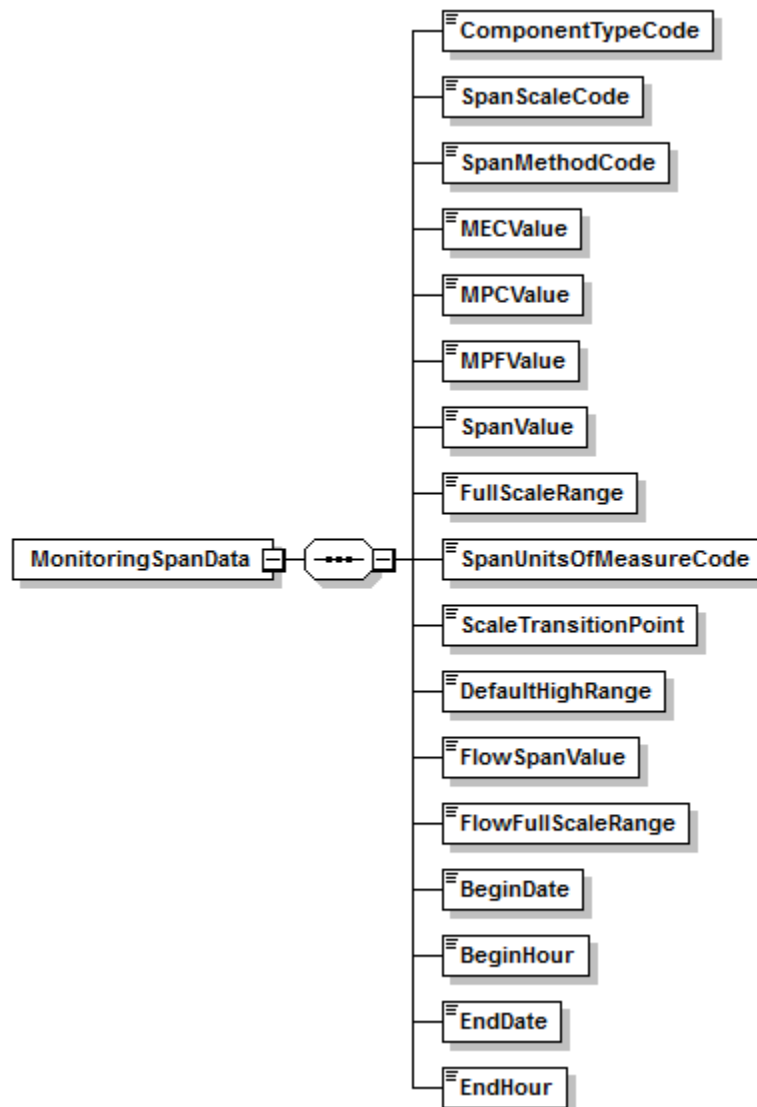 ComponentTypeCode
SpanScaleCode
SpanMethodCode
MECValue
MPCValue
MPFValue
SpanValue
FullScaleRange
MonitoringSpanData
SpanUnitsOfMeasureCode
ScaleTransitionPoint
DefaultHighRange
FlowSpanValue
FlowFullScaleRange
BeginDate
BeginHour
EndDate
EndHour